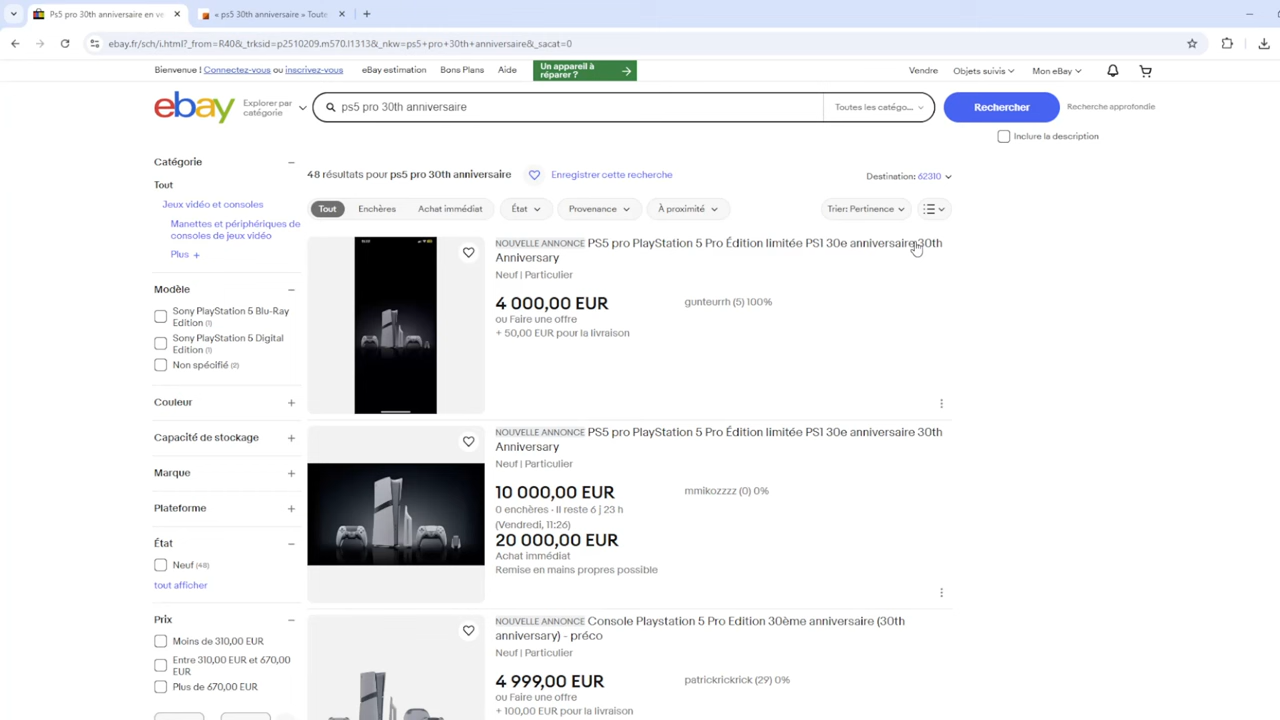 Ps5 pro 30th anniversaire en ve
« ps5 30th anniversaire » Toute
ebay.fr/sch/i.html?_from=R40&_trksid=p2510209.m570.l1313&_nkw=ps5+pro+30th+anniversaire&_sacat=0
Bienvenue ! Connectez-vous ou inscrivez-vous
eBay estimation
Bons Plans
Aide
Un appareil à
réparer ?
Vendre
Objets suivis
Mon eBay
ebay
Explorer par
catégorie
ps5 pro 30th anniversaire
Toutes les catégo...
Rechercher
Recherche approfondie
Inclure la description
Catégorie
Tout
Jeux vidéo et consoles
Manettes et périphériques de
consoles de jeux vidéo
Plus
Modèle
Sony PlayStation 5 Blu-Ray
Edition (1)
Sony PlayStation 5 Digital
Edition (1)
Non spécifié (2)
Couleur
Capacité de stockage
Marque
Plateforme
État
Neuf (48)
tout afficher
Prix
Moins de 310,00 EUR
Entre 310,00 EUR et 670,00
EUR
Plus de 670,00 EUR
48 résultats pour ps5 pro 30th anniversaire
Enregistrer cette recherche
Destination: 62310
Tout
Enchères
Achat immédiat
État
Provenance
À proximité
Trier: Pertinence
NOUVELLE ANNONCE PS5 pro PlayStation 5 Pro Édition limitée PS1 30e anniversaire 30th
Anniversary
Neuf | Particulier
4 000,00 EUR
gunteurrh (5) 100%
ou Faire une offre
+ 50,00 EUR pour la livraison
NOUVELLE ANNONCE PS5 pro PlayStation 5 Pro Édition limitée PS1 30e anniversaire 30th
Anniversary
Neuf | Particulier
10 000,00 EUR
mmikozzzz (0) 0%
0 enchères · Il reste 6 j 23 h
(Vendredi, 11:26)
20 000,00 EUR
Achat immédiat
Remise en mains propres possible
NOUVELLE ANNONCE Console Playstation 5 Pro Edition 30ème anniversaire (30th
anniversary) - préco
Neuf | Particulier
4 999,00 EUR
patrickrickrick (29) 0%
ou Faire une offre
+ 100,00 EUR pour la livraison